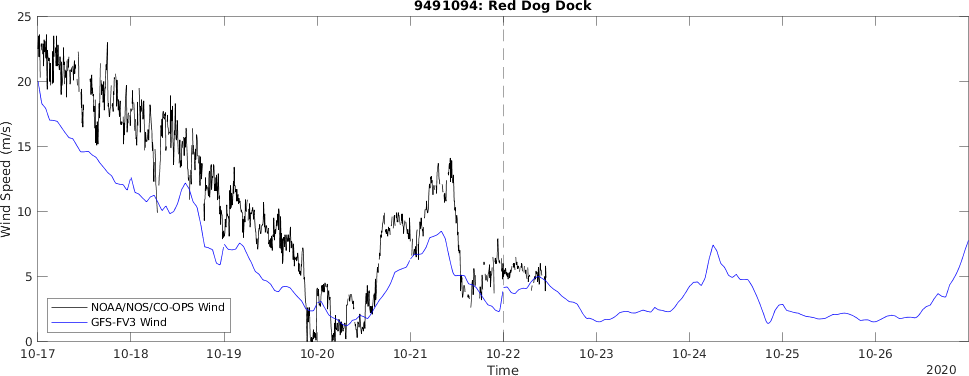 9491094: Red Dog Dock
25
20
15
10
5
0
Wind Speed (m/s)
NOAA/NOS/CO-OPS Wind
GFS-FV3 Wind
10-17 10-18 10-19 10-20 10-21 10-22 10-23 10-24 10-25 10-26
Time
2020